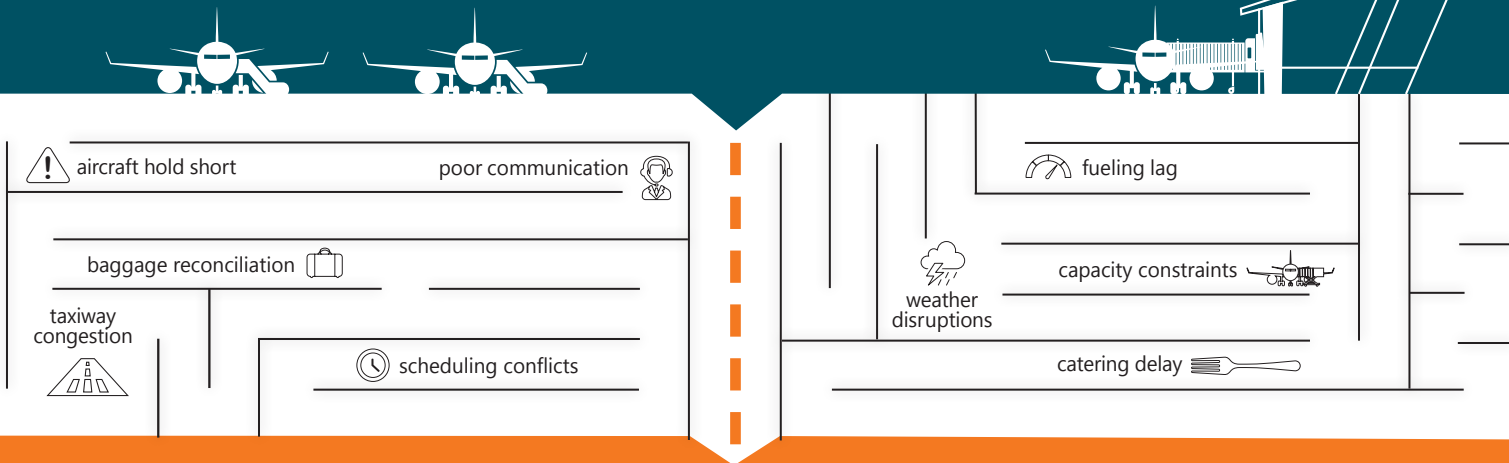 aircraft hold short
poor communication
fueling lag
baggage reconciliation
capacity constraints
weather
disruptions
taxiway
congestion
scheduling conflicts
catering delay